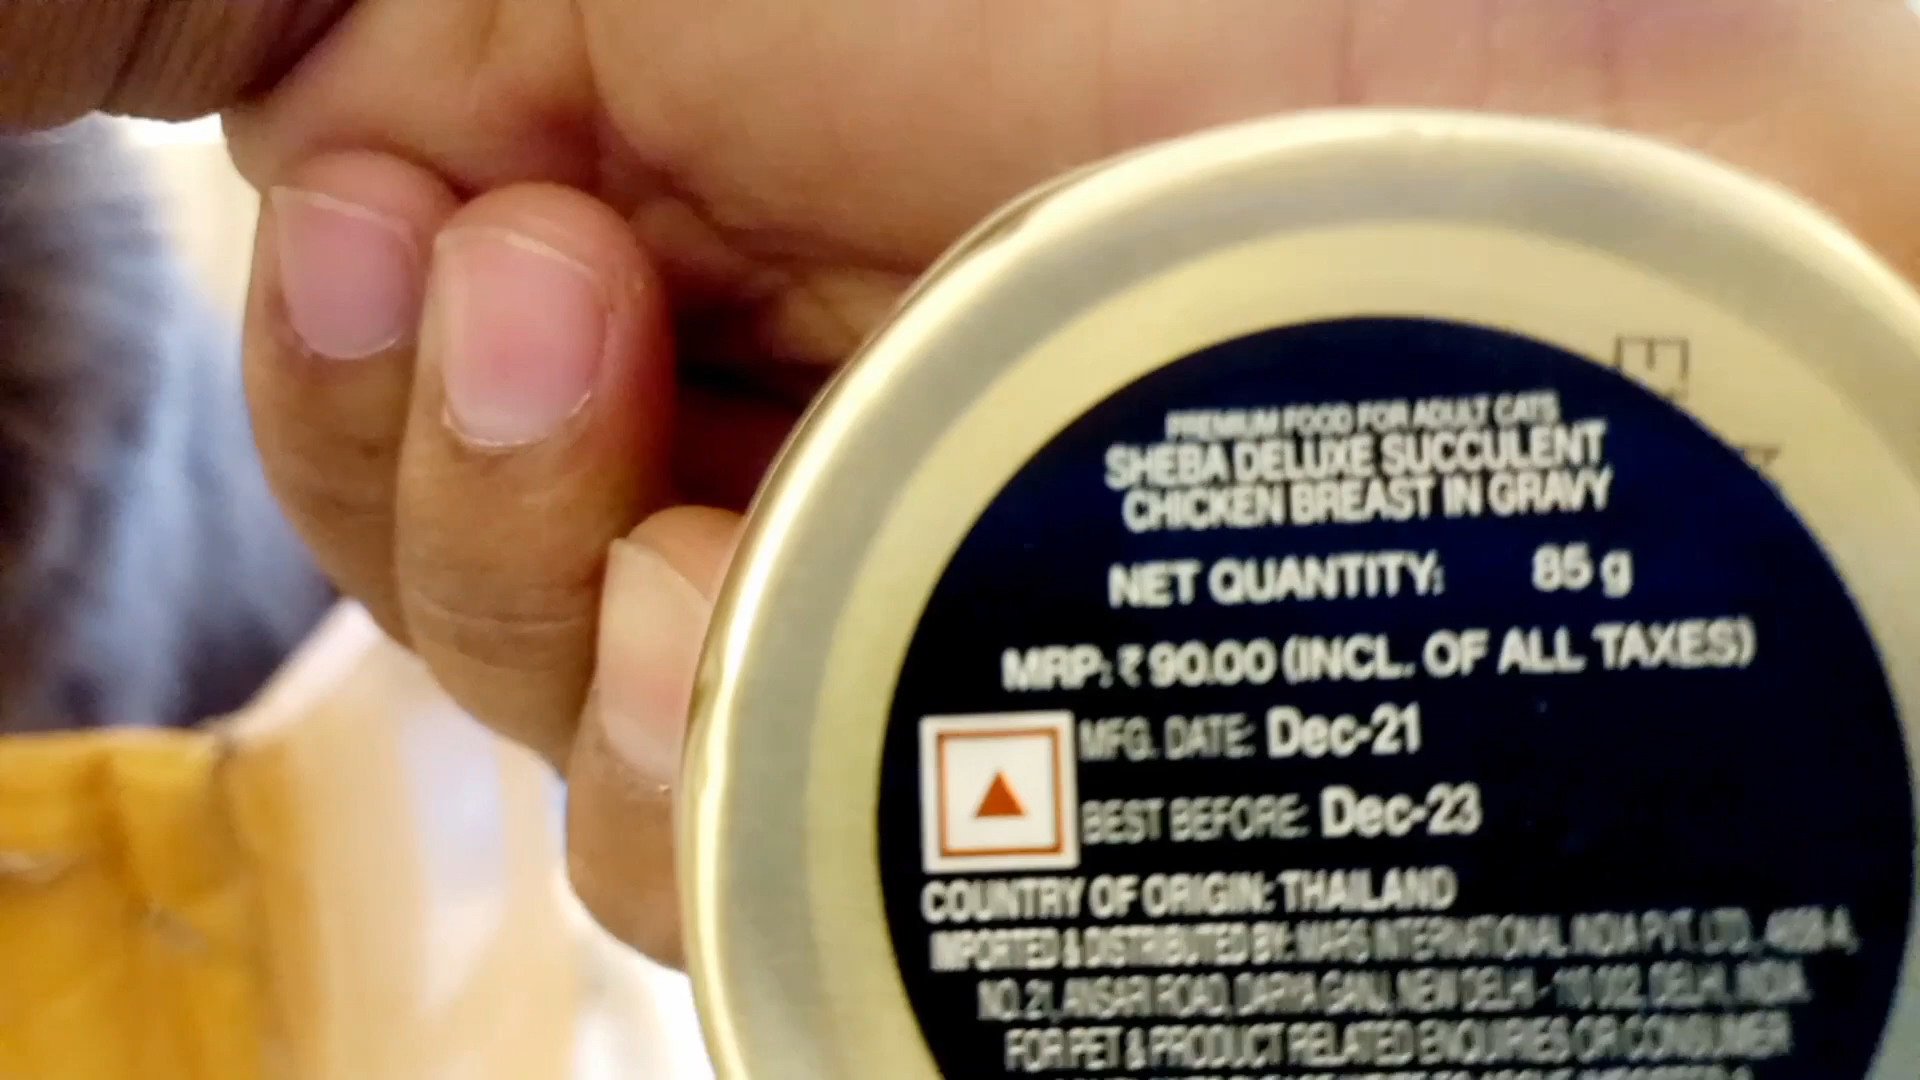 PREMIUM FOOD FOR ADULT CATS
SHEBA DELUXE SUCCULENT
CHICKEN BREAST IN GRAVY
NET QUANTITY: 85 g
MRP: ₹ 90.00 (INCL. OF ALL TAXES)
MFG. DATE: Dec-21
BEST BEFORE: Dec-23
COUNTRY OF ORIGIN: THAILAND
IMPORTED & DISTRIBUTED BY: MARS INTERNATIONAL INDIA PVT. LTD.,
NO. 21, ANSARI ROAD, DARYA GANJ, NEW DELHI - 110 002, DELHI, INDIA.
FOR PET & PRODUCT RELATED ENQUIRIES OR CONSUMER